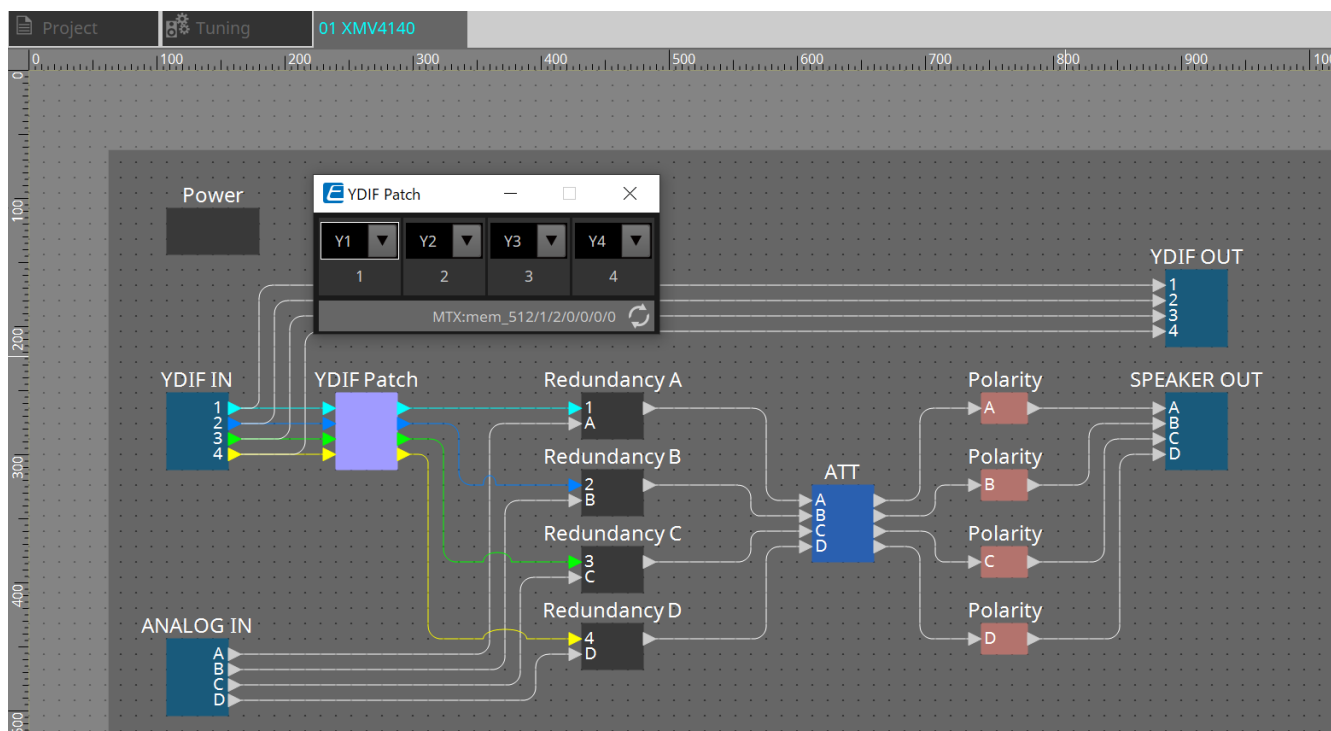 Project
Tuning
01 XMV4140
0
100
200
300
400
500
600
700
800
900
0
100
200
300
400
Power
YDIF Patch
Y1
Y2
Y3
Y4
1
2
3
4
MTX:mem_512/1/2/0/0/0/0
YDIF OUT
1
2
3
4
YDIF IN
1
2
3
4
YDIF Patch
Redundancy A
1
A
Redundancy B
2
B
Redundancy C
3
C
Redundancy D
4
D
ANALOG IN
A
B
C
D
ATT
A
B
C
D
Polarity
A
Polarity
B
Polarity
C
Polarity
D
SPEAKER OUT
A
B
C
D